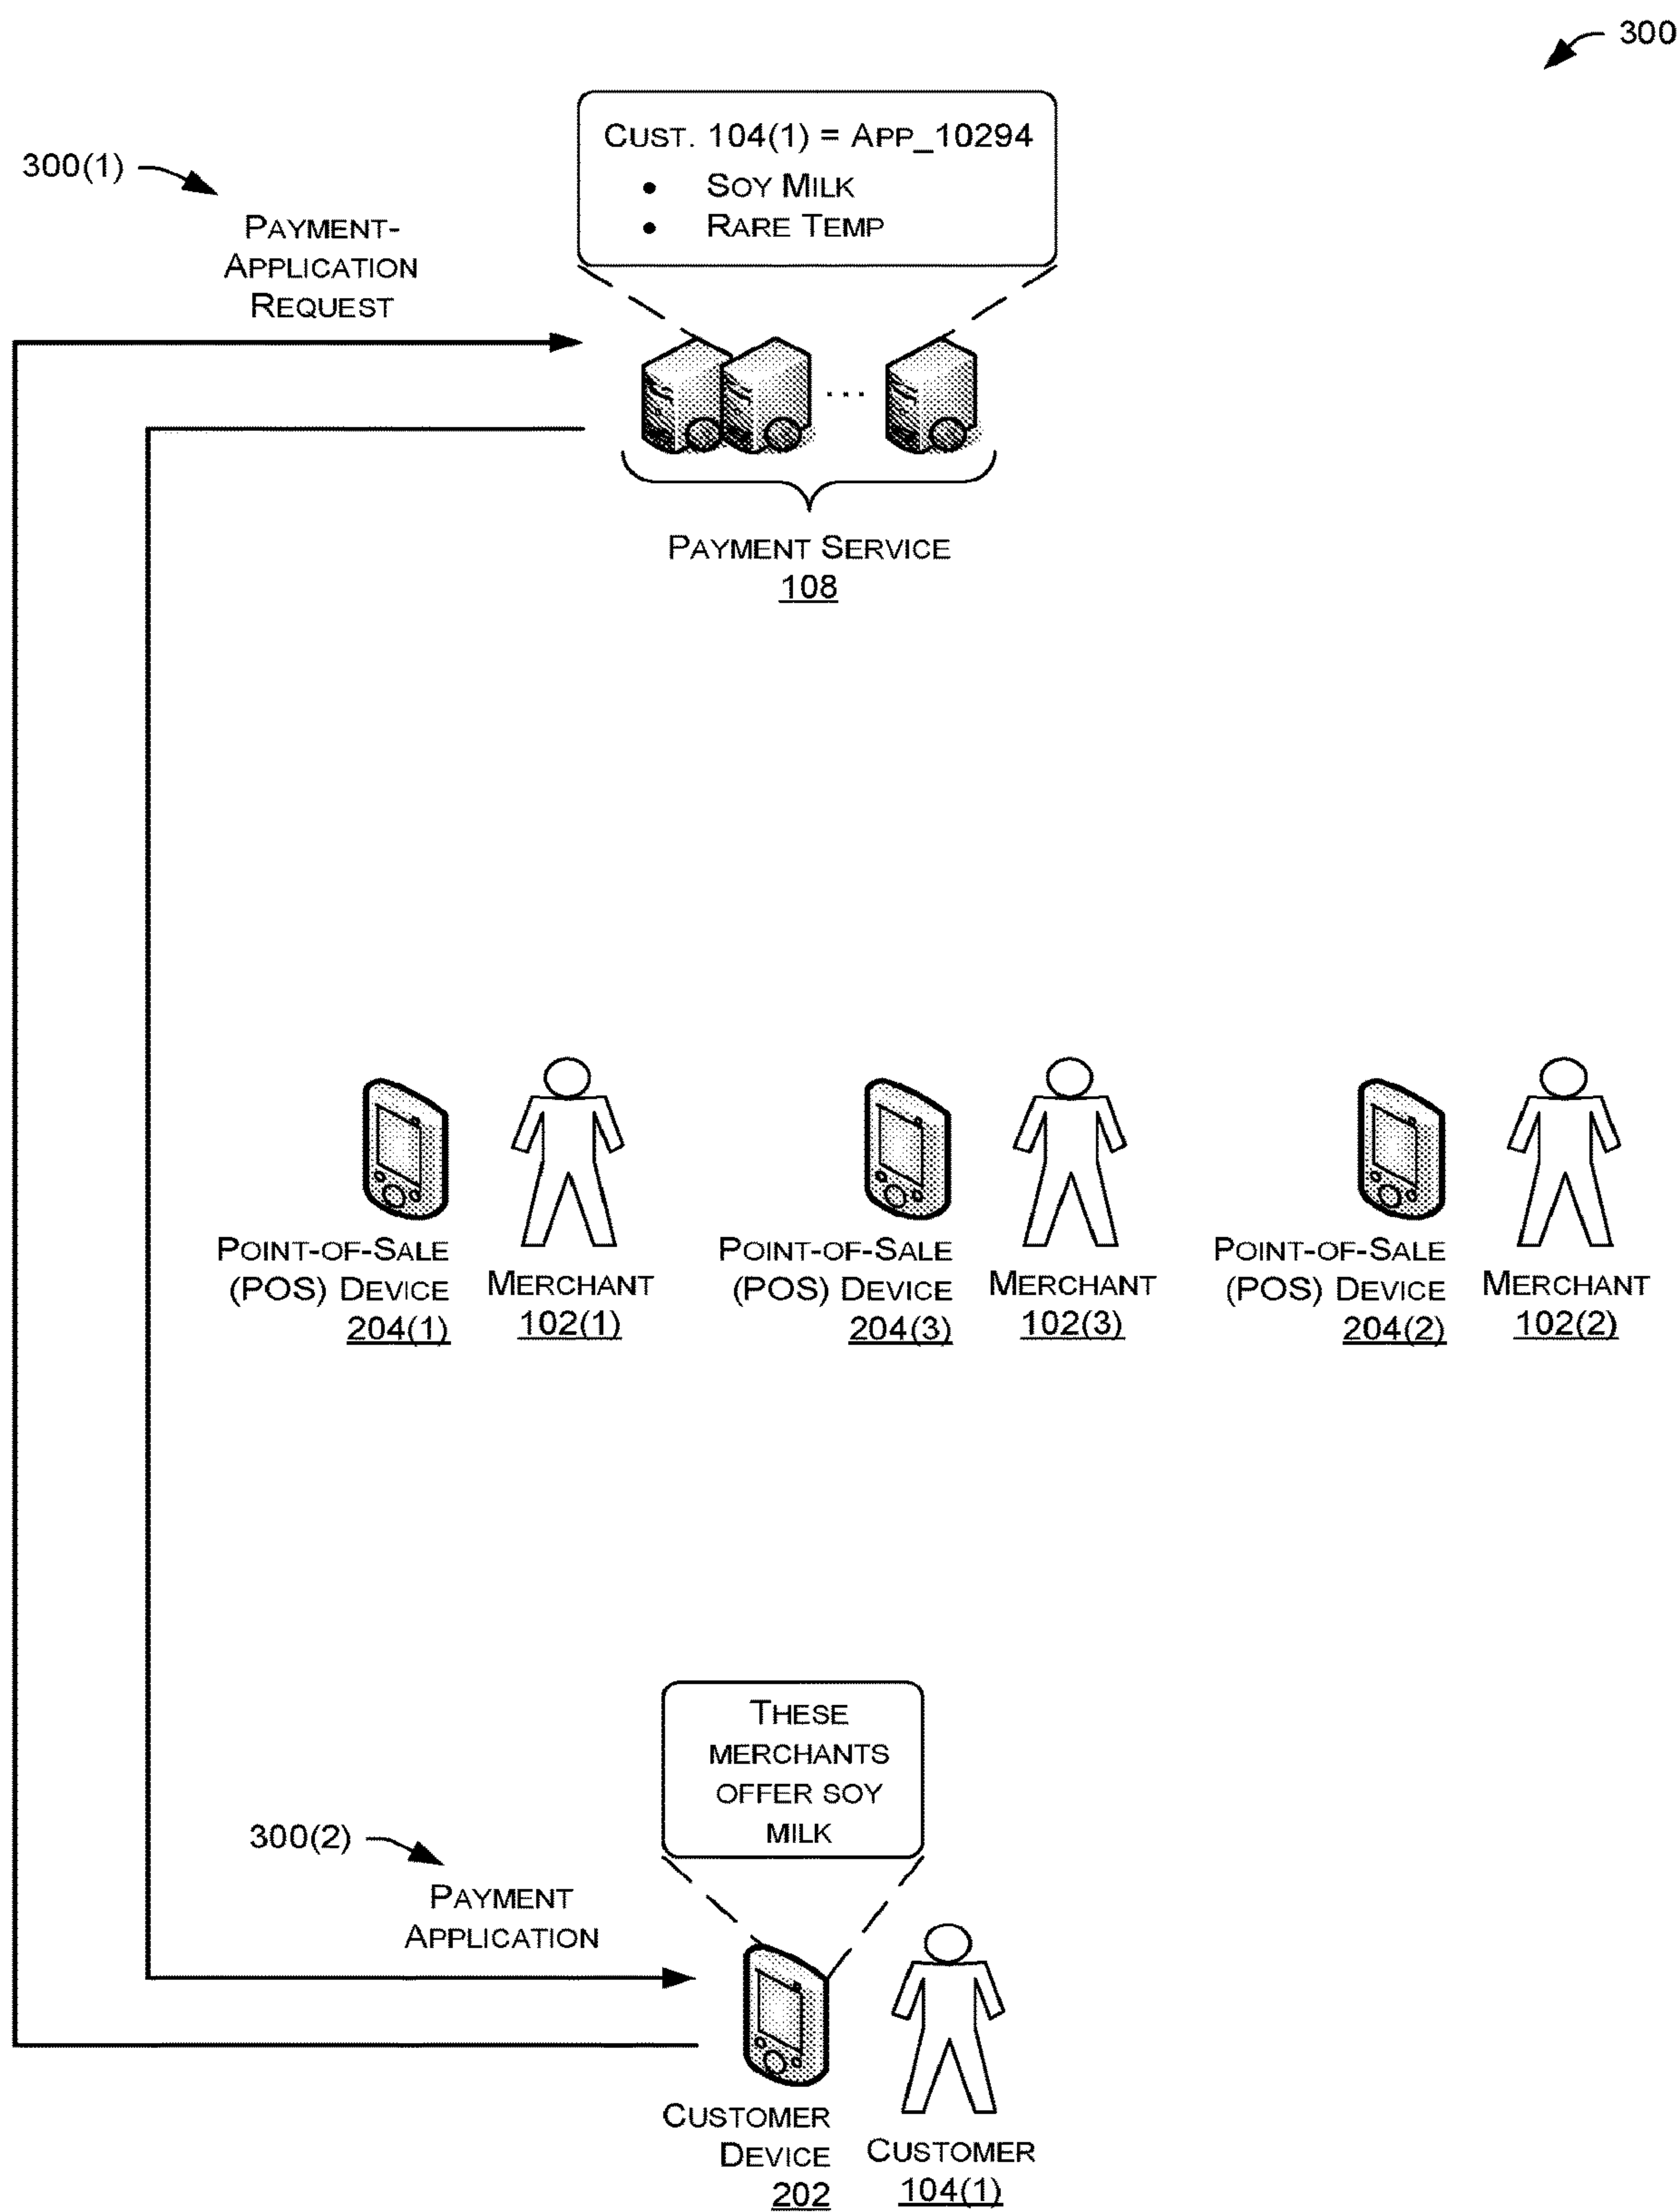 300
CUST. 104(1) = APP_10294
• SOY MILK
• RARE TEMP
300(1)
PAYMENT-
APPLICATION
REQUEST
...
PAYMENT SERVICE
108
POINT-OF-SALE
(POS) DEVICE
204(1)
MERCHANT
102(1)
POINT-OF-SALE
(POS) DEVICE
204(3)
MERCHANT
102(3)
POINT-OF-SALE
(POS) DEVICE
204(2)
MERCHANT
102(2)
THESE
MERCHANTS
OFFER SOY
MILK
300(2)
PAYMENT
APPLICATION
CUSTOMER
DEVICE
202
CUSTOMER
104(1)